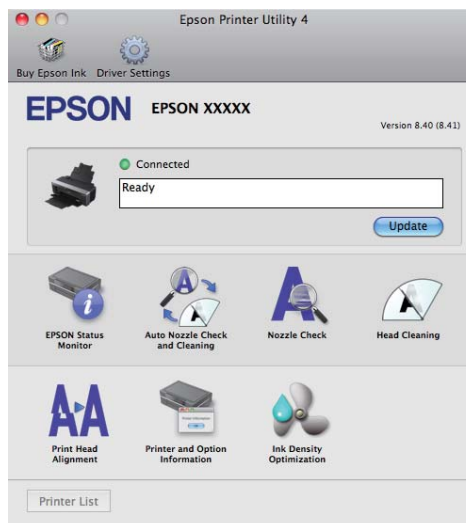 Epson Printer Utility 4
Buy Epson Ink Driver Settings
EPSON EPSON XXXXX
Version 8.40 (8.41)
Connected
Ready
Update
EPSON Status
Monitor
Auto Nozzle Check
and Cleaning
Nozzle Check
Head Cleaning
Print Head
Alignment
Printer and Option
Information
Ink Density
Optimization
Printer List